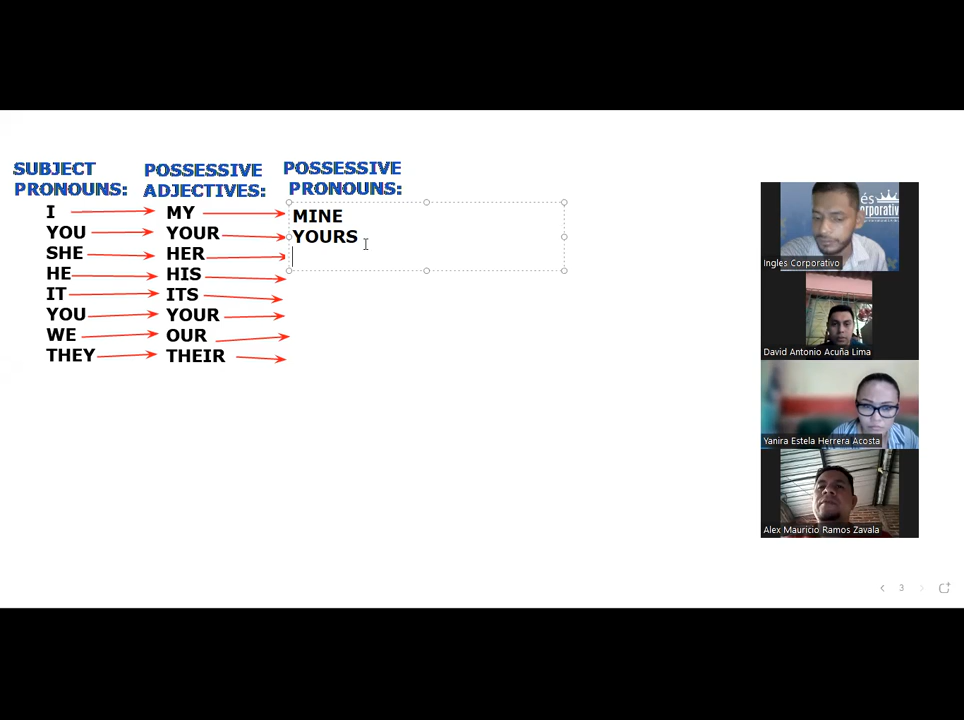 SUBJECT PRONOUNS:
POSSESSIVE ADJECTIVES:
POSSESSIVE PRONOUNS:
I MY MINE
YOU YOUR YOURS
SHE HER
HE HIS
IT ITS
YOU YOUR
WE OUR
THEY THEIR
és
orporativ
Ingles Corporativo
David Antonio Acuña Lima
Yanira Estela Herrera Acosta
Alex Mauricio Ramos Zavala
3